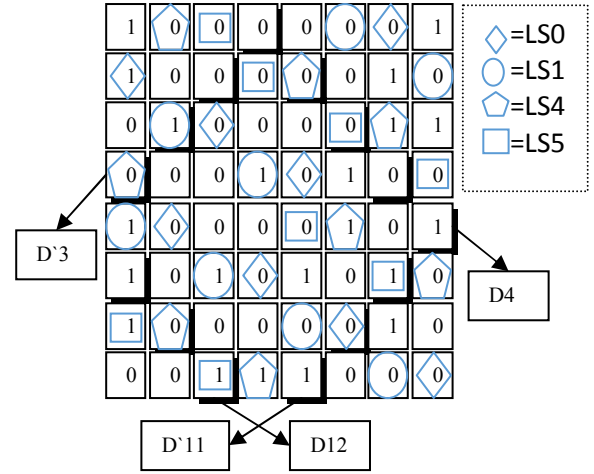 1 0 0 0 0 0 0 1
1 0 0 0 0 0 1 0
0 1 0 0 0 0 1 1
0 0 0 1 0 1 0 0
1 0 0 0 0 1 0 1
1 0 1 0 1 0 1 0
1 0 0 0 0 0 1 0
0 0 1 1 1 0 0 0
=LS0
=LS1
=LS4
=LS5
D`3
D4
D`11
D12